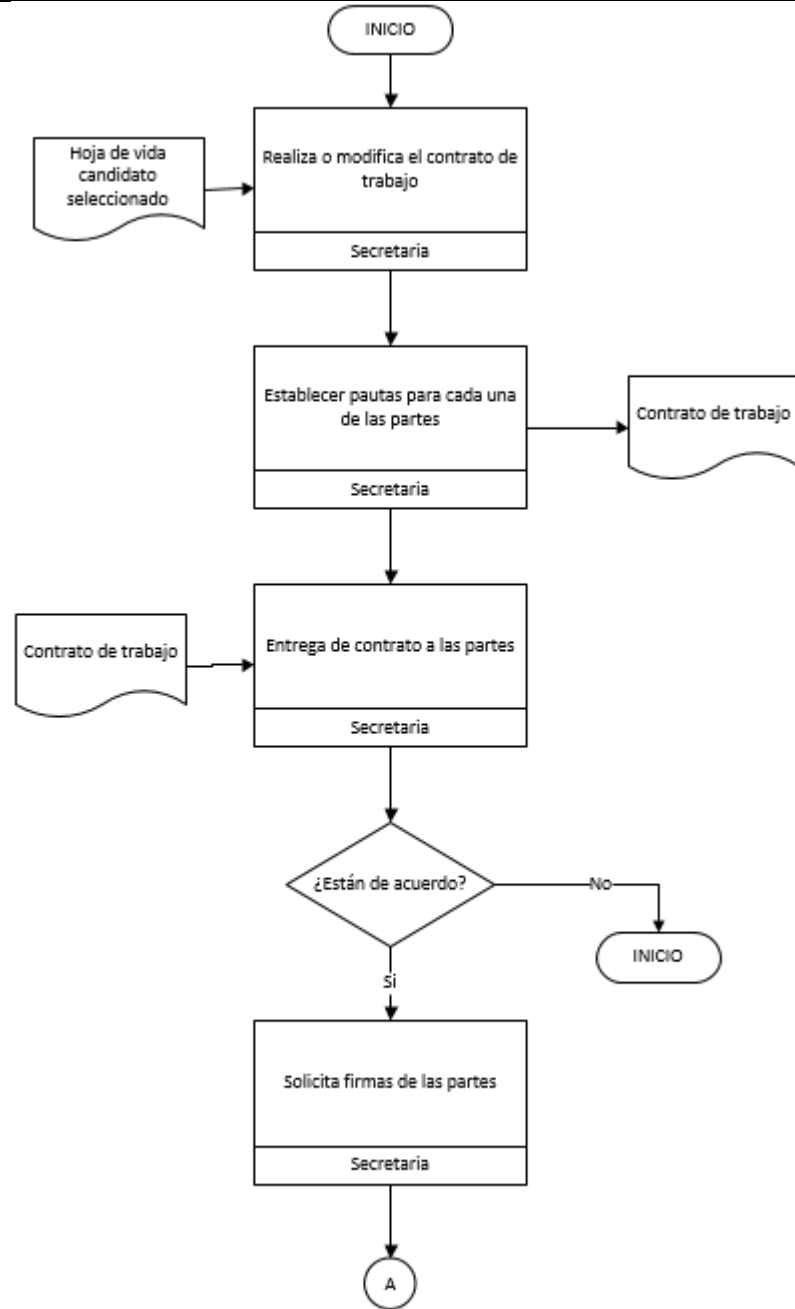 INICIO
Hoja de vida
candidato
seleccionado
Realiza o modifica el contrato de
trabajo
Secretaria
Establecer pautas para cada una
de las partes
Secretaria
Contrato de trabajo
Contrato de trabajo
Entrega de contrato a las partes
Secretaria
¿Están de acuerdo?
No
INICIO
Si
Solicita firmas de las partes
Secretaria
A